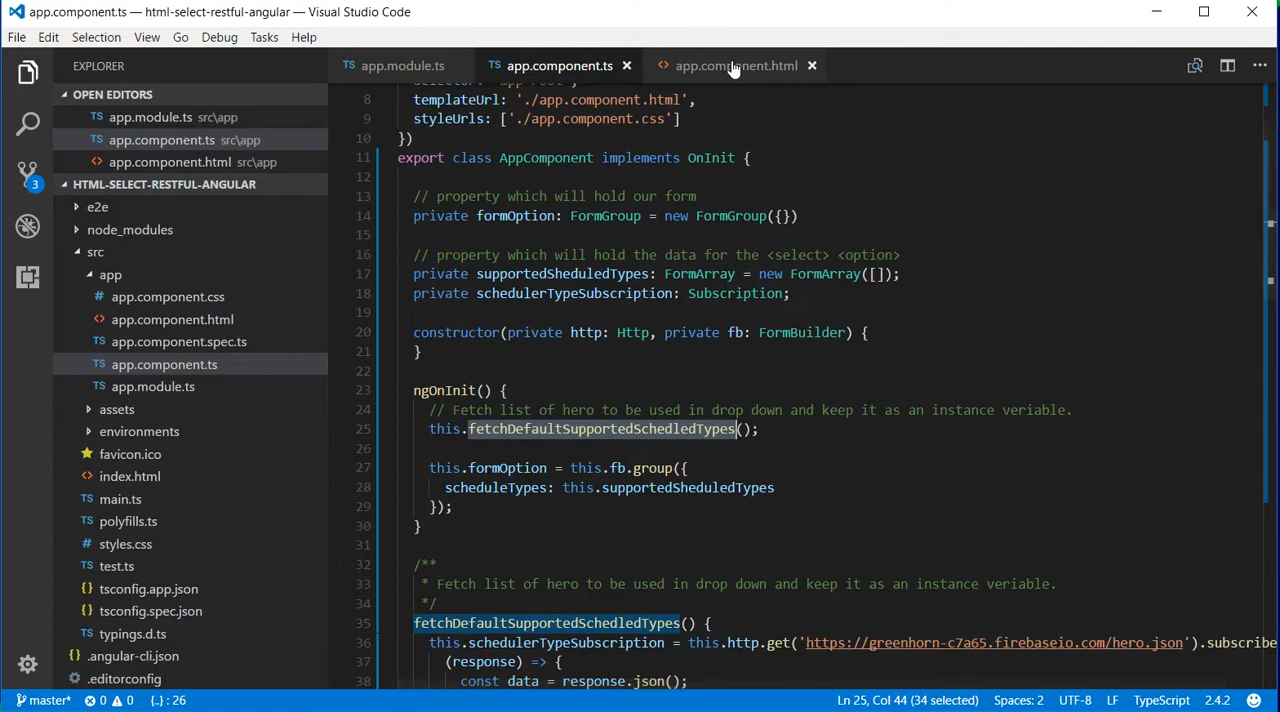 app.component.ts — html-select-restful-angular — Visual Studio Code
File Edit Selection View Go Debug Tasks Help
EXPLORER
OPEN EDITORS
TS app.module.ts src\app
TS app.component.ts src\app
<> app.component.html src\app
HTML-SELECT-RESTFUL-ANGULAR
e2e
node_modules
src
app
# app.component.css
<> app.component.html
TS app.component.spec.ts
TS app.component.ts
TS app.module.ts
assets
environments
favicon.ico
<> index.html
TS main.ts
TS polyfills.ts
# styles.css
TS test.ts
{} tsconfig.app.json
{} tsconfig.spec.json
TS typings.d.ts
{} .angular-cli.json
.editorconfig
3
TS app.module.ts
TS app.component.ts ×
<> app.component.html ×
8 templateUrl: './app.component.html',
9 styleUrls: ['./app.component.css']
10 })
11 export class AppComponent implements OnInit {
12
13 // property which will hold our form
14 private formOption: FormGroup = new FormGroup({})
15
16 // property which will hold the data for the <select> <option>
17 private supportedSheduledTypes: FormArray = new FormArray([]);
18 private schedulerTypeSubscription: Subscription;
19
20 constructor(private http: Http, private fb: FormBuilder) {
21 }
22
23 ngOnInit() {
24 // Fetch list of hero to be used in drop down and keep it as an instance veriable.
25 this.fetchDefaultSupportedSchedledTypes();
26
27 this.formOption = this.fb.group({
28 scheduleTypes: this.supportedSheduledTypes
29 });
30 }
31
32 /**
33 * Fetch list of hero to be used in drop down and keep it as an instance veriable.
34 */
35 fetchDefaultSupportedSchedledTypes() {
36 this.schedulerTypeSubscription = this.http.get('https://greenhorn-c7a65.firebaseio.com/hero.json').subscribe
37 (response) => {
38 const data = response.json();
master* 0 0 {} : 26
Ln 25, Col 44 (34 selected) Spaces: 2 UTF-8 LF TypeScript 2.4.2